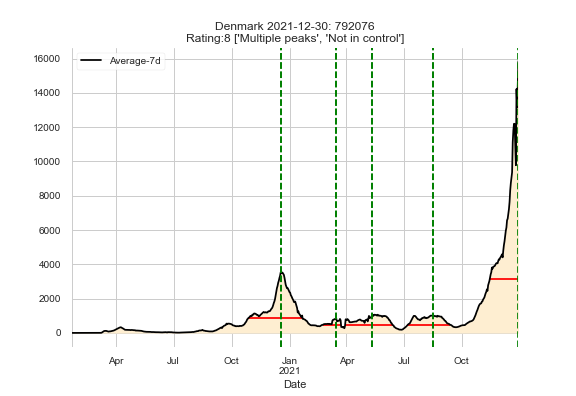 Denmark 2021-12-30: 792076
Rating:8 ['Multiple peaks', 'Not in control']
Average-7d
16000
14000
12000
10000
8000
6000
4000
2000
0
Apr Jul Oct Jan Apr Jul Oct
2021
Date